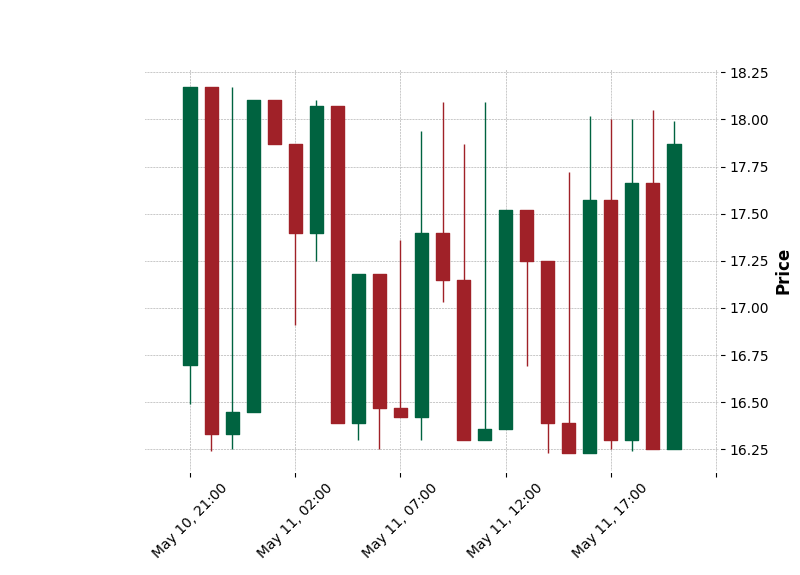 18.25
18.00
17.75
17.50
17.25
17.00
16.75
16.50
16.25
Price
May 10, 21:00
May 11, 02:00
May 11, 07:00
May 11, 12:00
May 11, 17:00